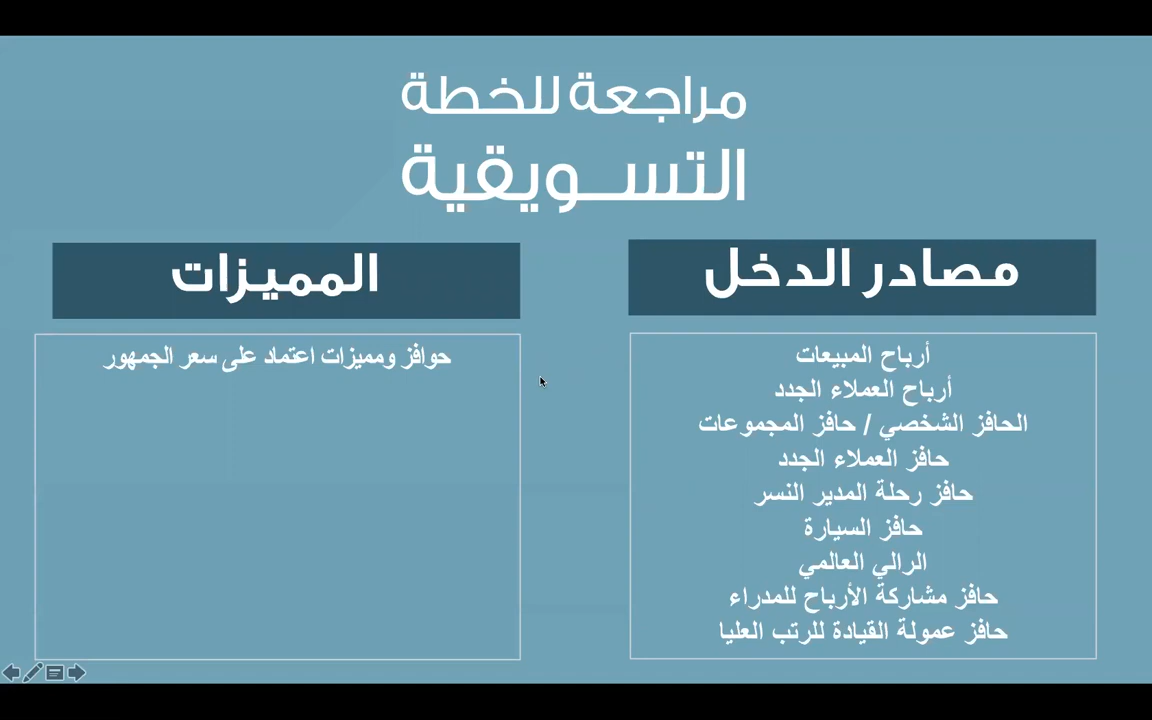 مراجعة للخطة
التسويقية
مصادر الدخل
أرباح المبيعات
أرباح العملاء الجدد
الحافز الشخصي / حافز المجموعات
حافز العملاء الجدد
حافز رحلة المدير النسر
حافز السيارة
الرالي العالمي
حافز مشاركة الأرباح للمدراء
حافز عمولة القيادة للرتب العليا
المميزات
حوافز ومميزات اعتماد على سعر الجمهور